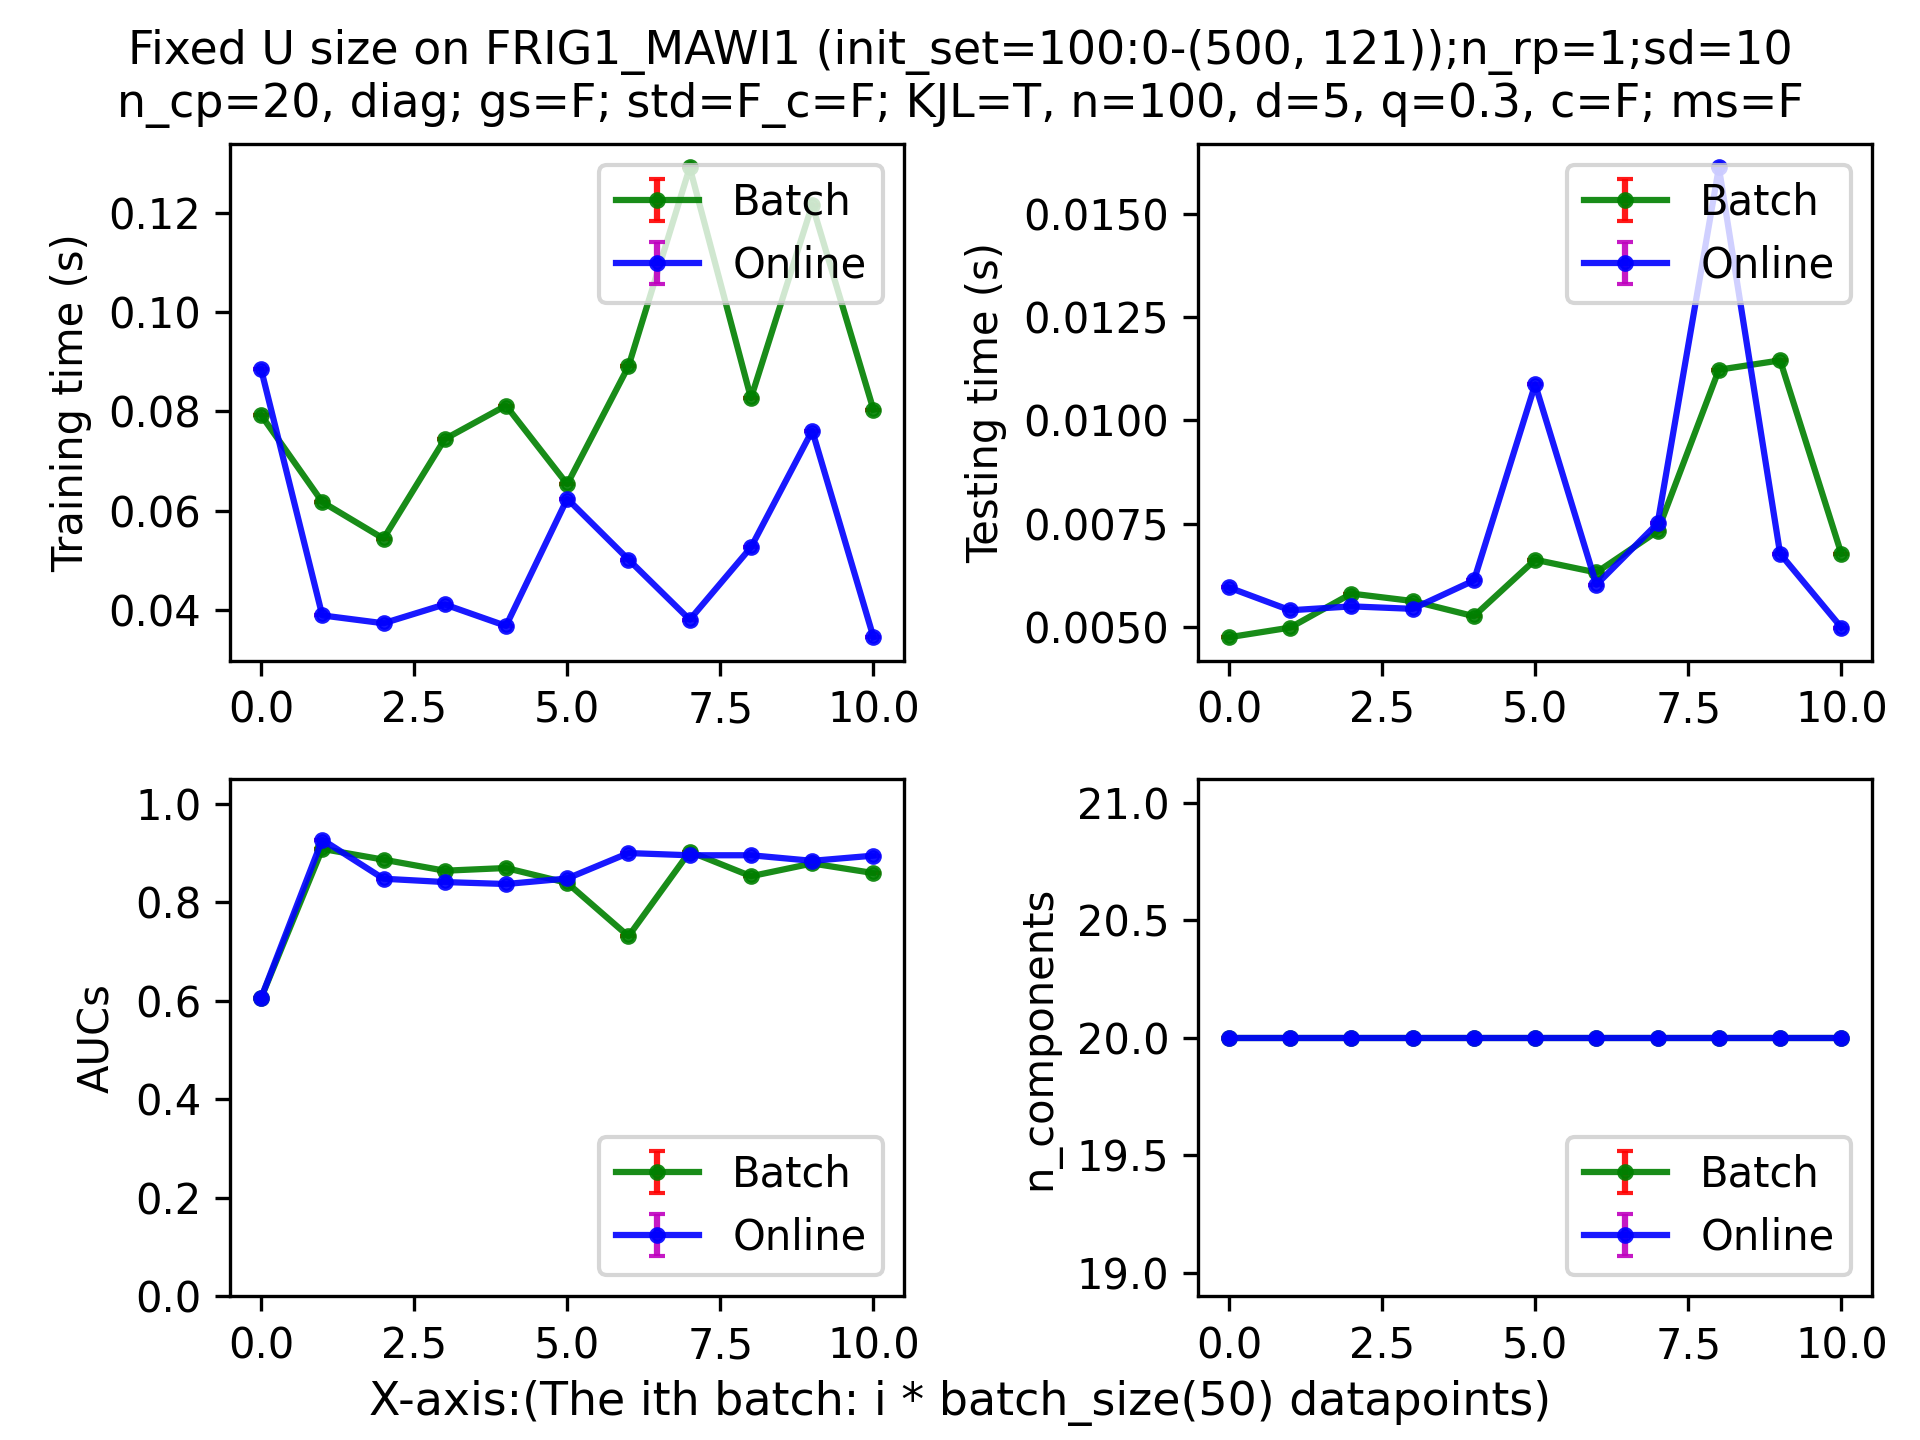 Fixed U size on FRIG1_MAWI1 (init_set=100:0-(500, 121));n_rp=1;sd=10
n_cp=20, diag; gs=F; std=F_c=F; KJL=T, n=100, d=5, q=0.3, c=F; ms=F
Training time (s)
0.12
0.10
0.08
0.06
0.04
0.0 2.5 5.0 7.5 10.0
Batch
Online
Testing time (s)
0.0150
0.0125
0.0100
0.0075
0.0050
0.0 2.5 5.0 7.5 10.0
Batch
Online
AUCs
1.0
0.8
0.6
0.4
0.2
0.0
0.0 2.5 5.0 7.5 10.0
Batch
Online
n_components
21.0
20.5
20.0
19.5
19.0
0.0 2.5 5.0 7.5 10.0
Batch
Online
X-axis:(The ith batch: i * batch_size(50) datapoints)